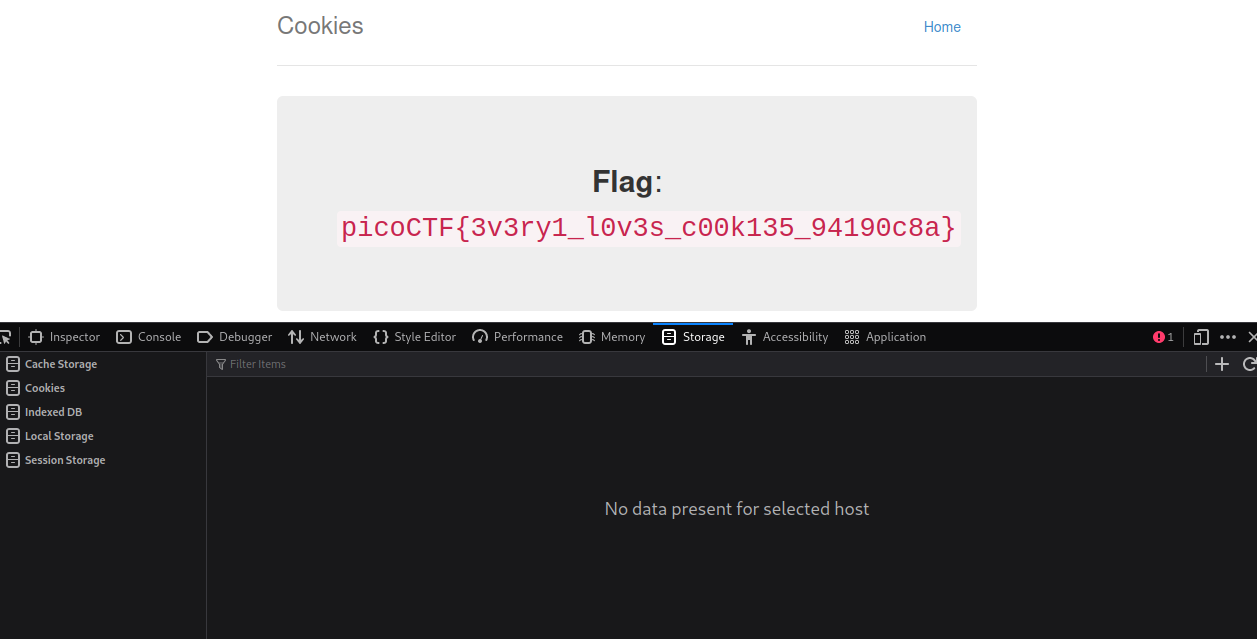 Cookies
Home
Flag:
picoCTF{3v3ry1_l0v3s_c00k135_94190c8a}
Inspector Console Debugger Network Style Editor Performance Memory Storage Accessibility Application 1
Cache Storage
Filter Items
Cookies
Indexed DB
Local Storage
Session Storage
No data present for selected host